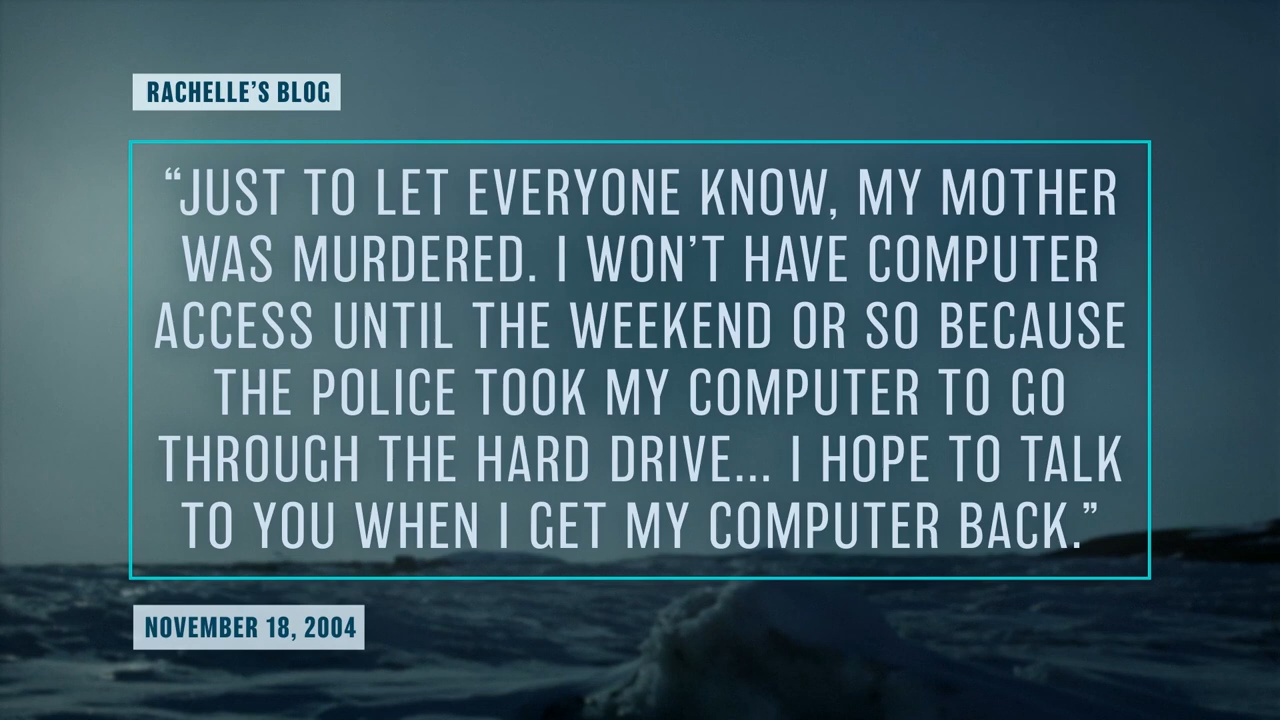 RACHELLE'S BLOG
“JUST TO LET EVERYONE KNOW, MY MOTHER
WAS MURDERED. I WON’T HAVE COMPUTER
ACCESS UNTIL THE WEEKEND OR SO BECAUSE
THE POLICE TOOK MY COMPUTER TO GO
THROUGH THE HARD DRIVE... I HOPE TO TALK
TO YOU WHEN I GET MY COMPUTER BACK.”
NOVEMBER 18, 2004